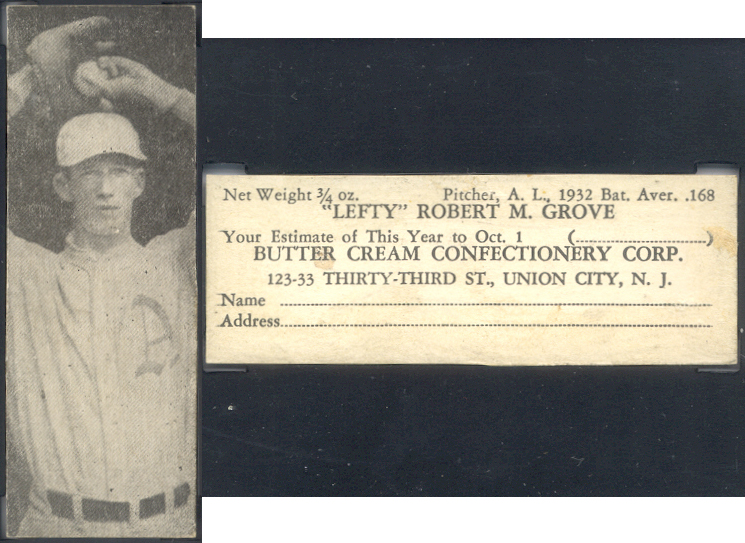 A
Net Weight ¾ oz. Pitcher, A. L., 1932 Bat. Aver. .168
"LEFTY" ROBERT M. GROVE
Your Estimate of This Year to Oct. 1 (..............................)
BUTTER CREAM CONFECTIONERY CORP.
123-33 THIRTY-THIRD ST., UNION CITY, N. J.
Name ................................................................
Address................................................................